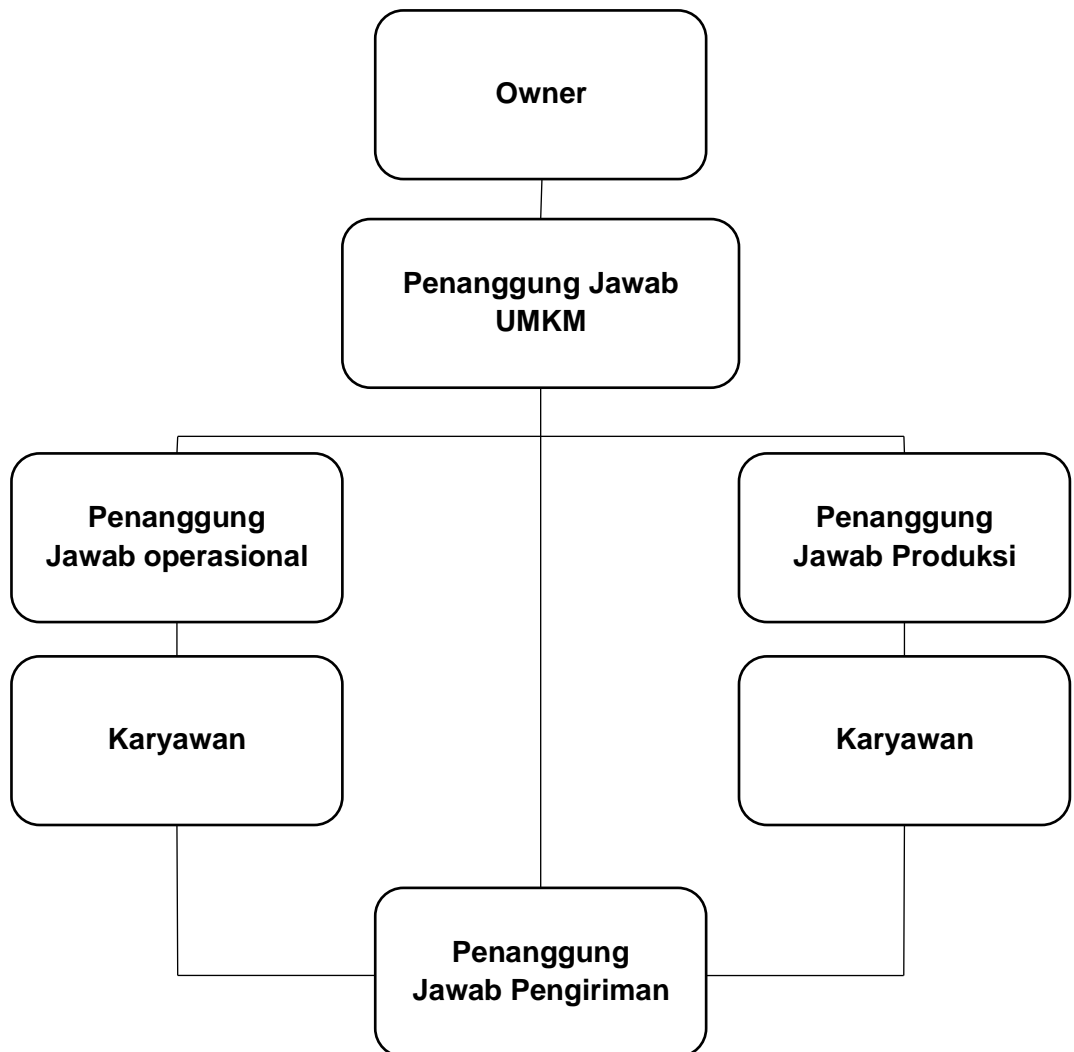 Owner
Penanggung Jawab
UMKM
Penanggung
Jawab operasional
Penanggung
Jawab Produksi
Karyawan
Karyawan
Penanggung
Jawab Pengiriman